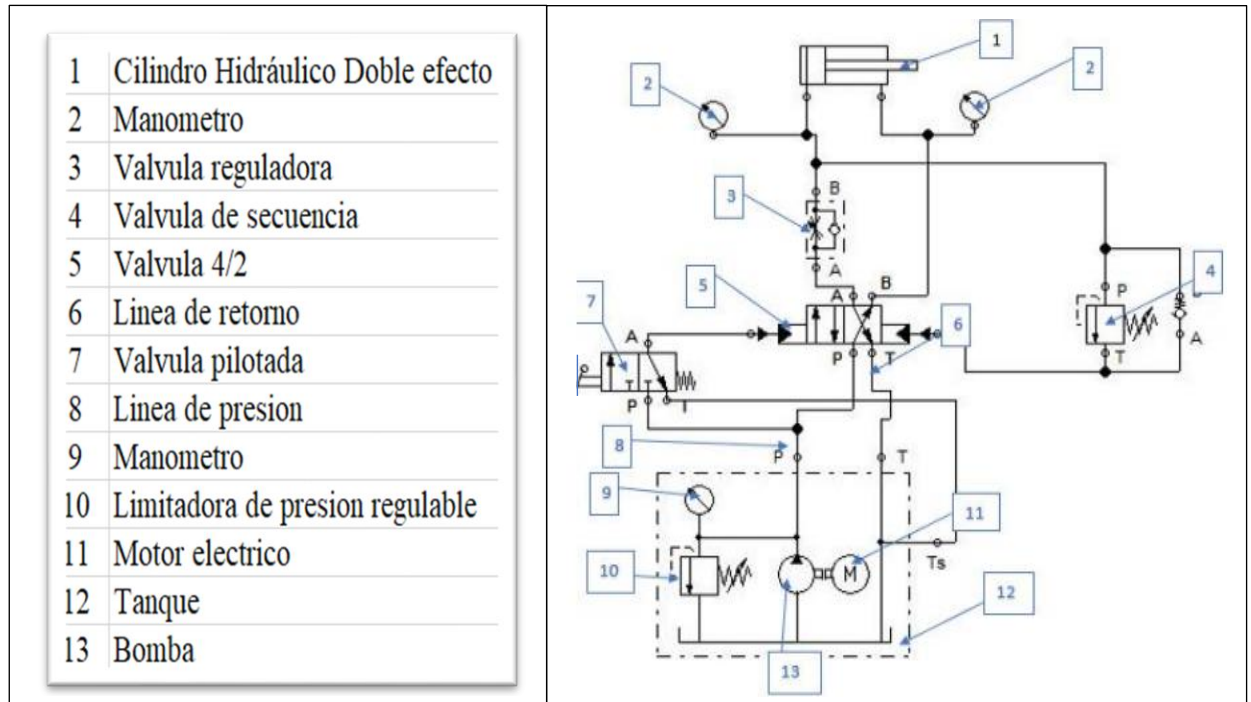 1 Cilindro Hidráulico Doble efecto
2 Manometro
3 Valvula reguladora
4 Valvula de secuencia
5 Valvula 4/2
6 Linea de retorno
7 Valvula pilotada
8 Linea de presion
9 Manometro
10 Limitadora de presion regulable
11 Motor electrico
12 Tanque
13 Bomba
1
2
2
3
B
A
5
A B
4
P
7
A
6
P T
T
A
P
8
P
T
9
11
Ts
10
M
12
13